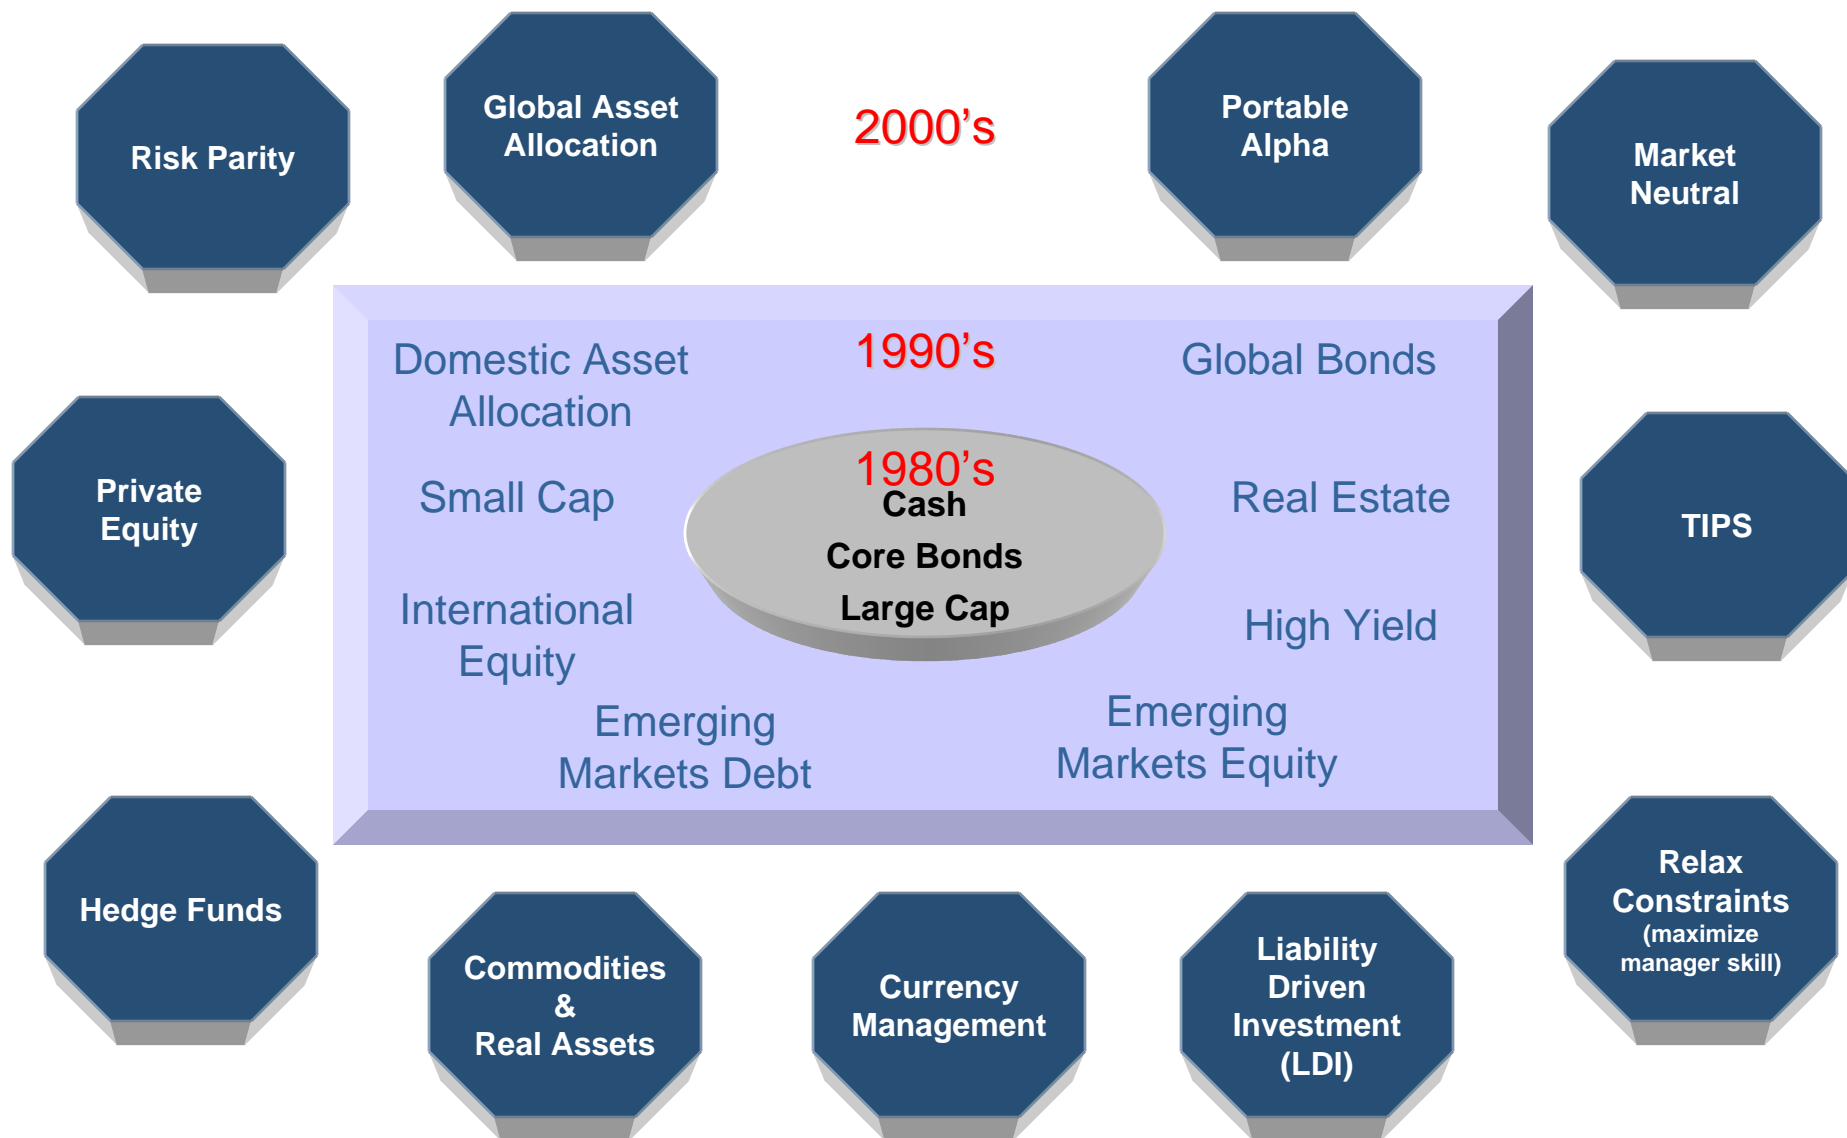 Risk Parity
Global Asset
Allocation
2000’s
Portable
Alpha
Market
Neutral
Domestic Asset
Allocation
1990’s
Global Bonds
Private
Equity
Small Cap
1980’s
Cash
Core Bonds
Large Cap
Real Estate
TIPS
International
Equity
High Yield
Emerging
Markets Debt
Emerging
Markets Equity
Hedge Funds
Commodities
&
Real Assets
Currency
Management
Liability
Driven
Investment
(LDI)
Relax
Constraints
(maximize
manager skill)